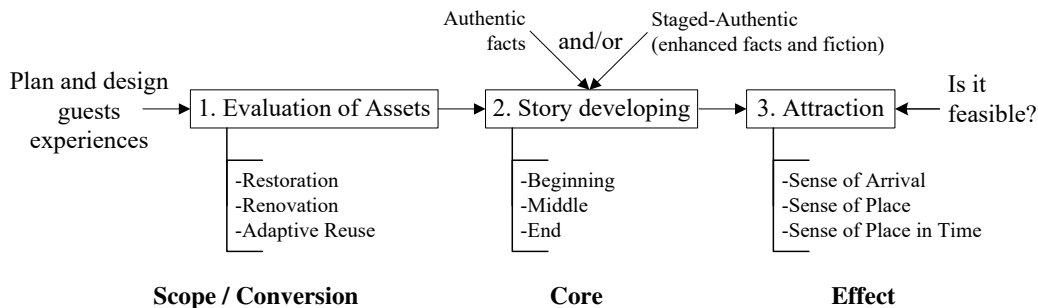 Authentic
facts
and/or
Staged-Authentic
(enhanced facts and fiction)
Plan and design
guests
experiences
1. Evaluation of Assets
2. Story developing
3. Attraction
Is it
feasible?
-Restoration
-Renovation
-Adaptive Reuse
-Beginning
-Middle
-End
-Sense of Arrival
-Sense of Place
-Sense of Place in Time
Scope / Conversion
Core
Effect